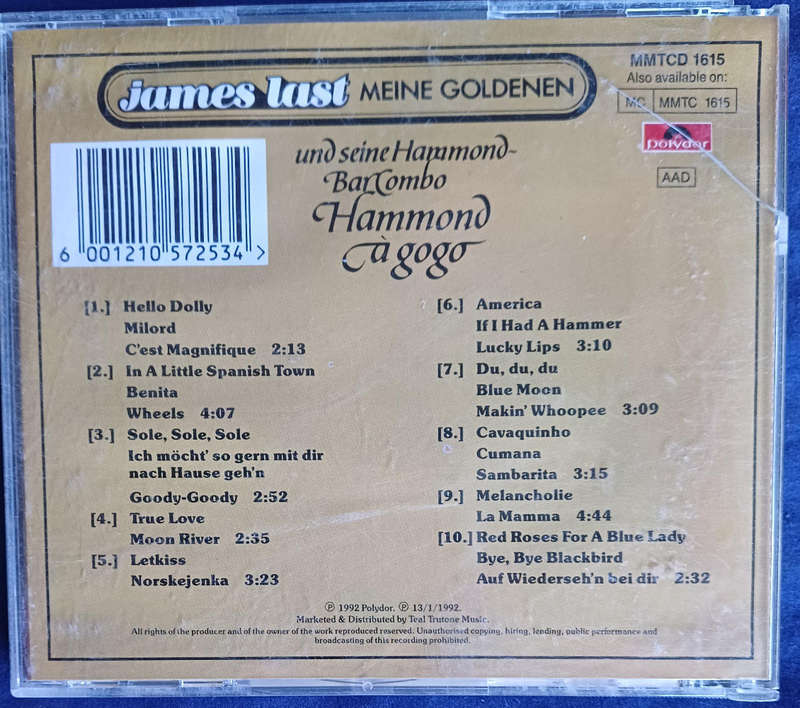 james last MEINE GOLDENEN
MMTCD 1615
Also available on:
MC MMTC 1615
polydor
AAD
und seine Hammond-
Bar Combo
Hammond
à gogo
6 001210 572534 >
[1.] Hello Dolly
Milord
C'est Magnifique 2:13
[2.] In A Little Spanish Town
Benita
Wheels 4:07
[3.] Sole, Sole, Sole
Ich möcht' so gern mit dir
nach Hause geh'n
Goody-Goody 2:52
[4.] True Love
Moon River 2:35
[5.] Letkiss
Norskejenka 3:23
[6.] America
If I Had A Hammer
Lucky Lips 3:10
[7.] Du, du, du
Blue Moon
Makin' Whoopee 3:09
[8.] Cavaquinho
Cumana
Sambarita 3:15
[9.] Melancholie
La Mamma 4:44
[10.] Red Roses For A Blue Lady
Bye, Bye Blackbird
Auf Wiederseh'n bei dir 2:32
℗ 1992 Polydor. ℗ 13/1/1992.
Marketed & Distributed by Teal Trutone Music.
All rights of the producer and of the owner of the work reproduced reserved. Unauthorised copying, hiring, lending, public performance and
broadcasting of this recording prohibited.